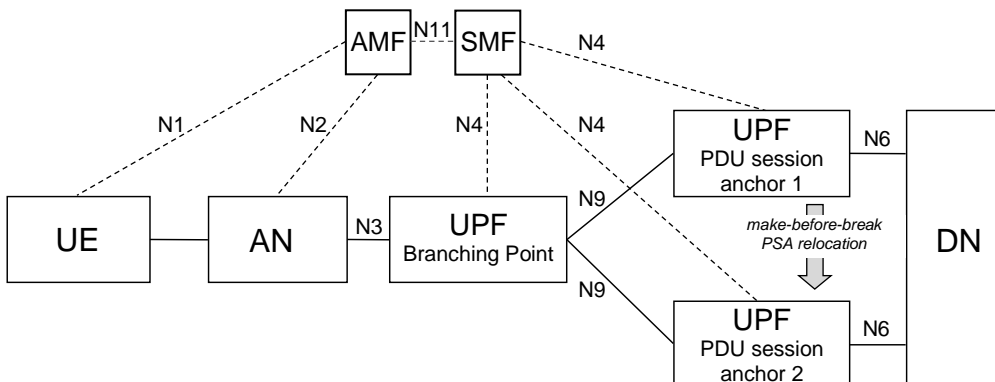 AMF
N11
SMF
N4
N1
N2
N4
N4
UPF
PDU session
anchor 1
N6
UE
AN
N3
UPF
Branching Point
N9
make-before-break
PSA relocation
DN
N9
UPF
PDU session
anchor 2
N6